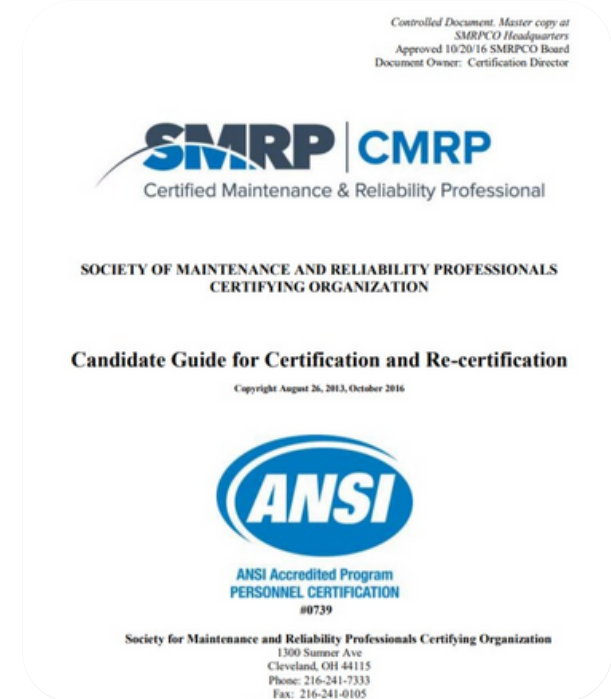 Controlled Document. Master copy at
SMRPCO Headquarters
Approved 10/20/16 SMRPCO Board
Document Owner: Certification Director
SMRP | CMRP
Certified Maintenance & Reliability Professional
SOCIETY OF MAINTENANCE AND RELIABILITY PROFESSIONALS
CERTIFYING ORGANIZATION
Candidate Guide for Certification and Re-certification
Copyright August 26, 2013, October 2016
ANSI
ANSI Accredited Program
PERSONNEL CERTIFICATION
#0739
Society for Maintenance and Reliability Professionals Certifying Organization
1300 Sumner Ave
Cleveland, OH 44115
Phone: 216-241-7333
Fax: 216-241-0105